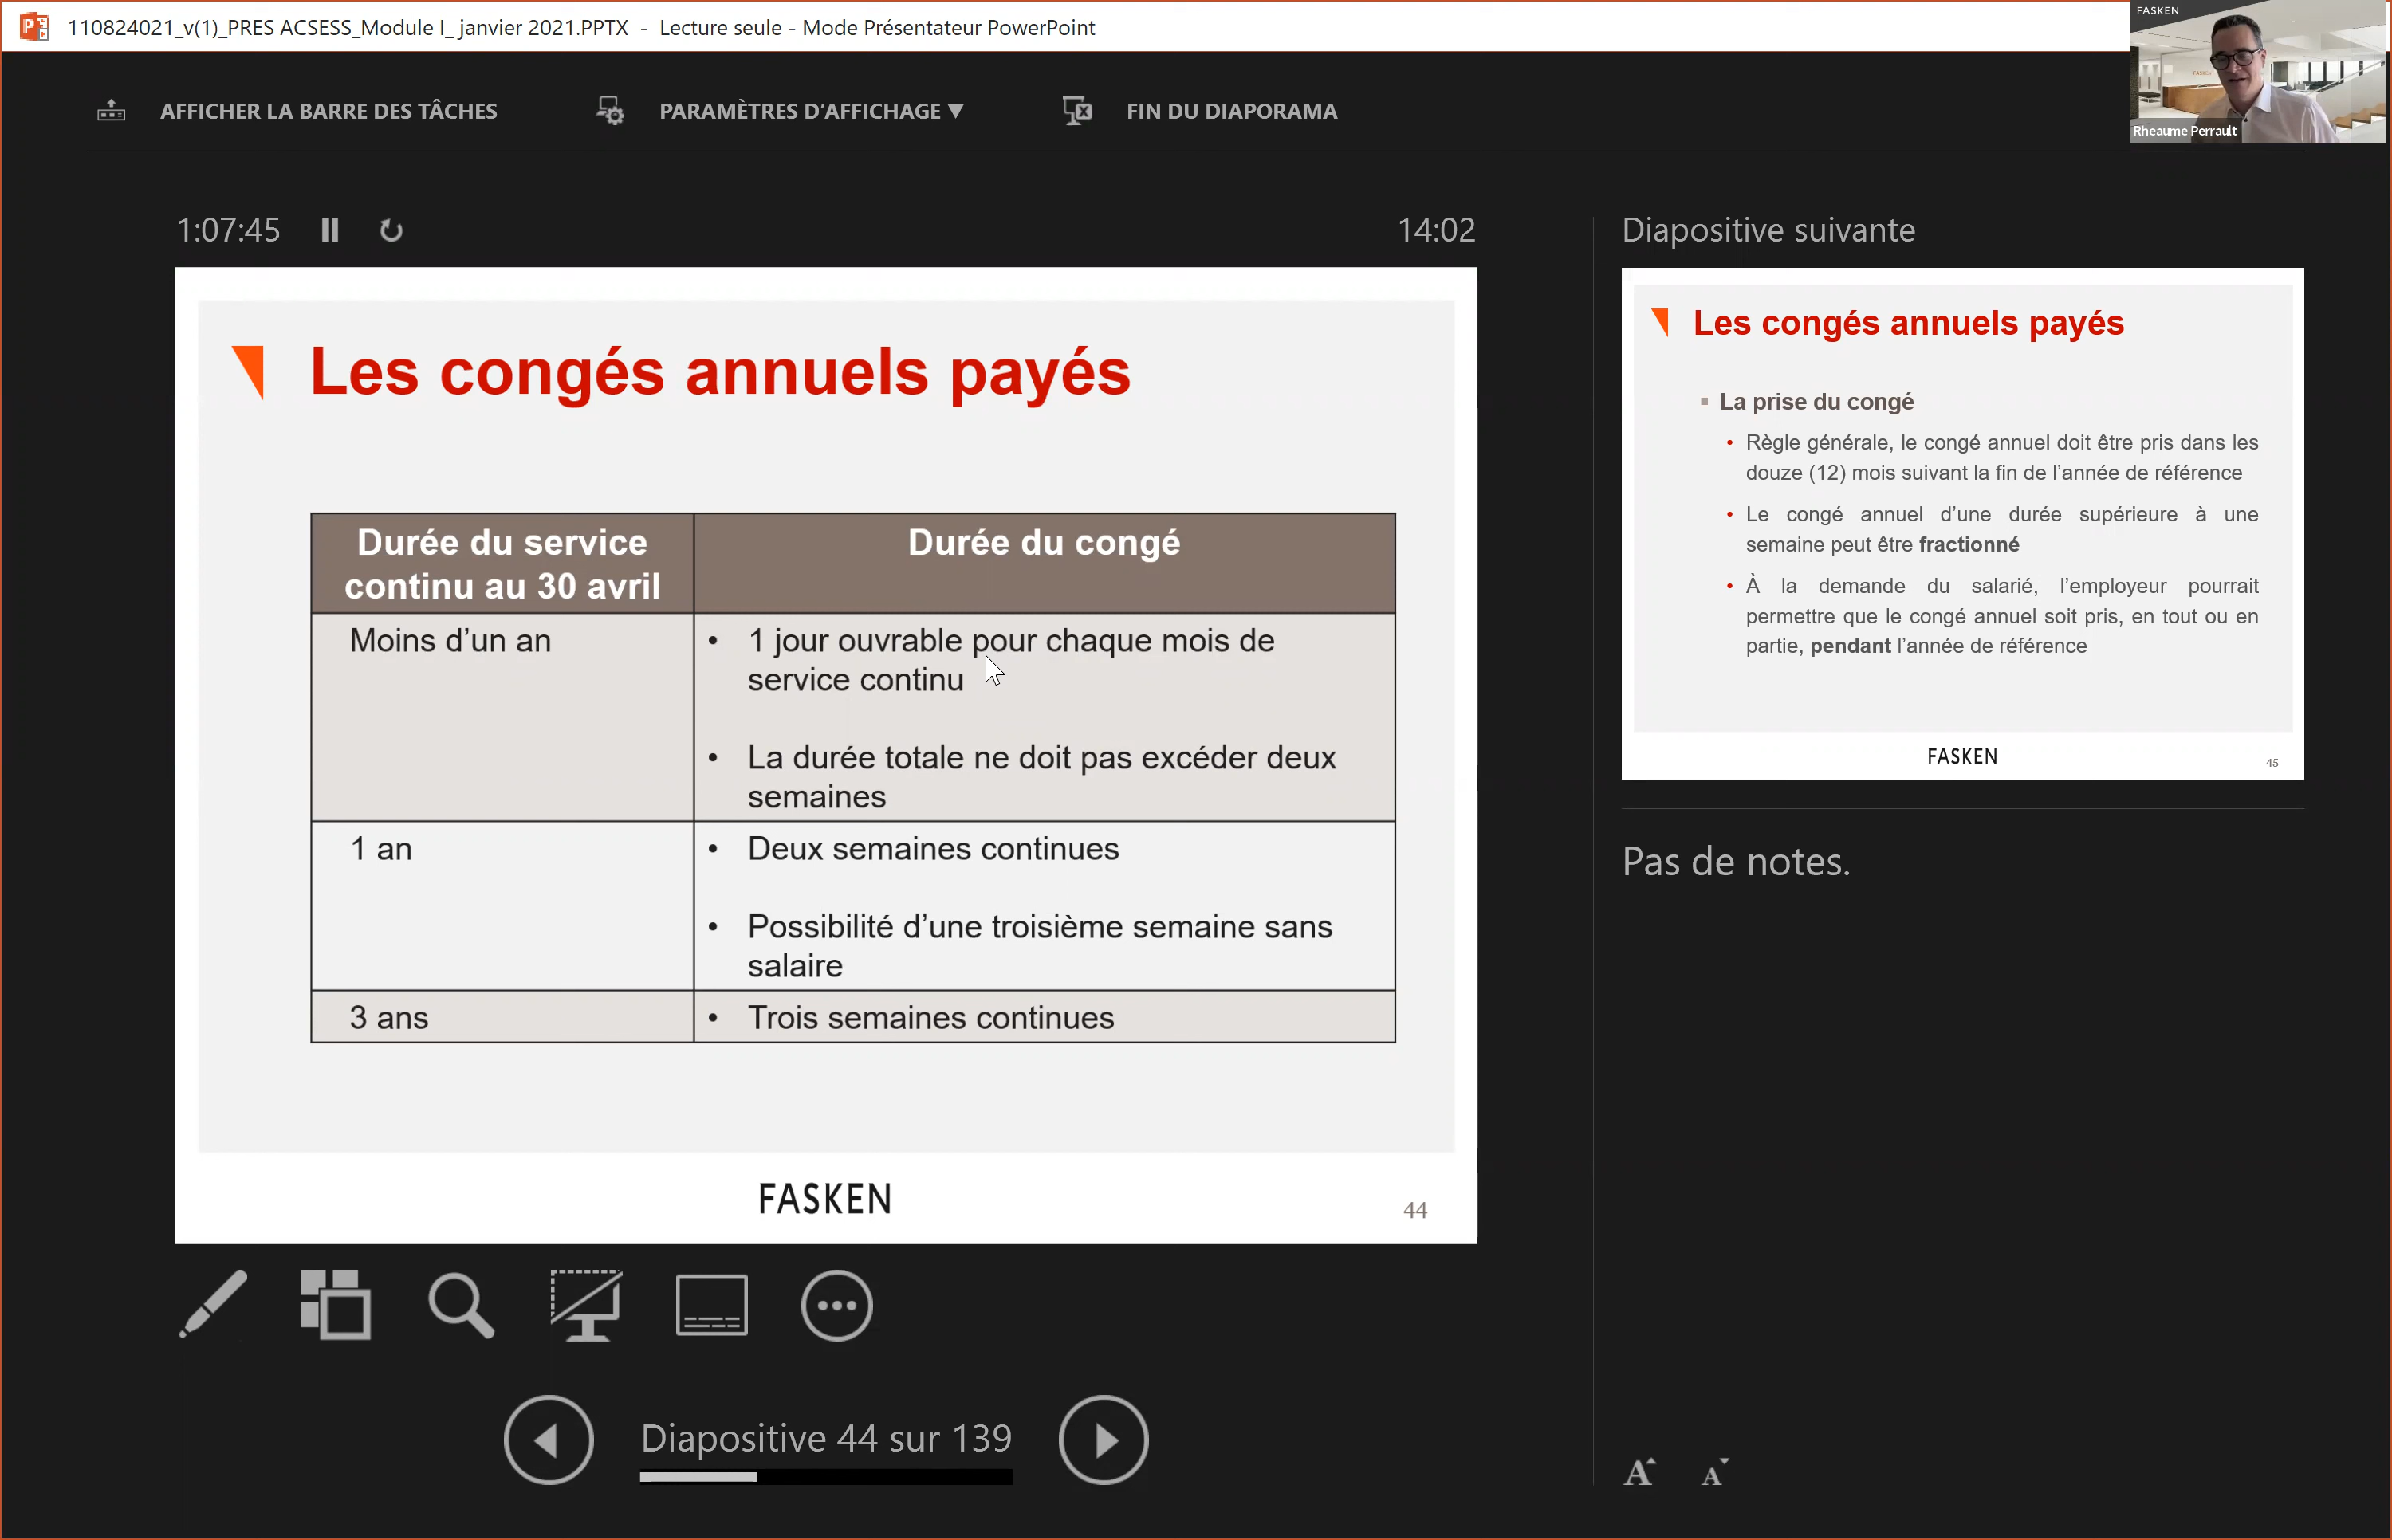 110824021_v(1)_PRES ACSESS_Module I_ janvier 2021.PPTX - Lecture seule - Mode Présentateur PowerPoint
FASKEN
Rheaume Perrault
AFFICHER LA BARRE DES TÂCHES
PARAMÈTRES D’AFFICHAGE ▼
FIN DU DIAPORAMA
1:07:45
14:02
Les congés annuels payés
Durée du service
continu au 30 avril
Durée du congé
Moins d’un an
• 1 jour ouvrable pour chaque mois de
service continu
• La durée totale ne doit pas excéder deux
semaines
1 an
• Deux semaines continues
• Possibilité d’une troisième semaine sans
salaire
3 ans
• Trois semaines continues
FASKEN
44
Diapositive 44 sur 139
Diapositive suivante
Les congés annuels payés
▪ La prise du congé
• Règle générale, le congé annuel doit être pris dans les
douze (12) mois suivant la fin de l’année de référence
• Le congé annuel d’une durée supérieure à une
semaine peut être fractionné
• À la demande du salarié, l’employeur pourrait
permettre que le congé annuel soit pris, en tout ou en
partie, pendant l’année de référence
FASKEN
45
Pas de notes.
A A